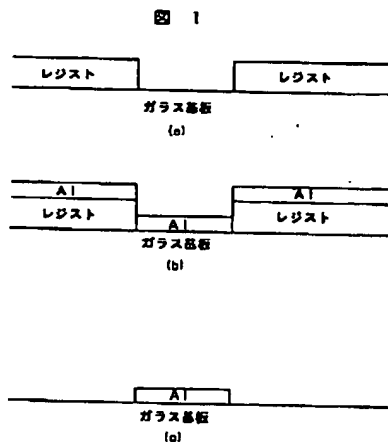 図 1
レジスト レジスト
ガラス基板
(a)
Al Al
レジスト Al レジスト
ガラス基板
(b)
Al
ガラス基板
(c)